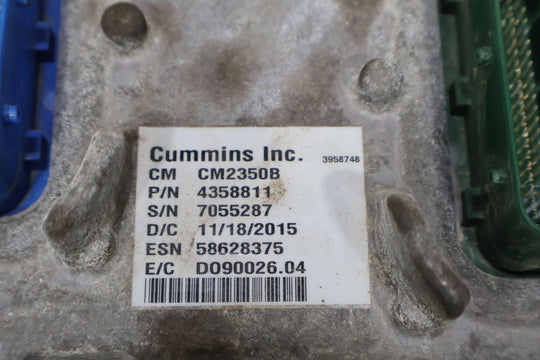 Cummins Inc. 3958748
CM CM2350B
P/N 4358811
S/N 7055287
D/C 11/18/2015
ESN 58628375
E/C D090026.04